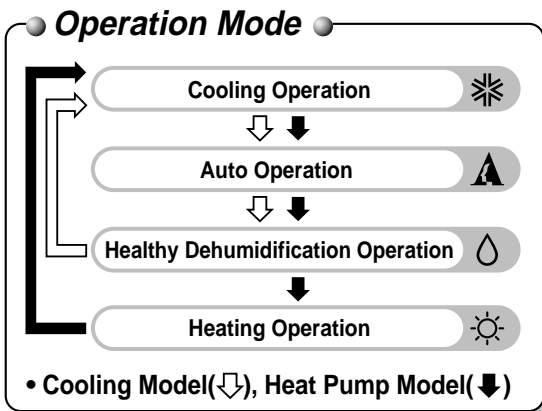 Operation Mode
Cooling Operation
Auto Operation
Healthy Dehumidification Operation
Heating Operation
• Cooling Model(⇩), Heat Pump Model(⬇)